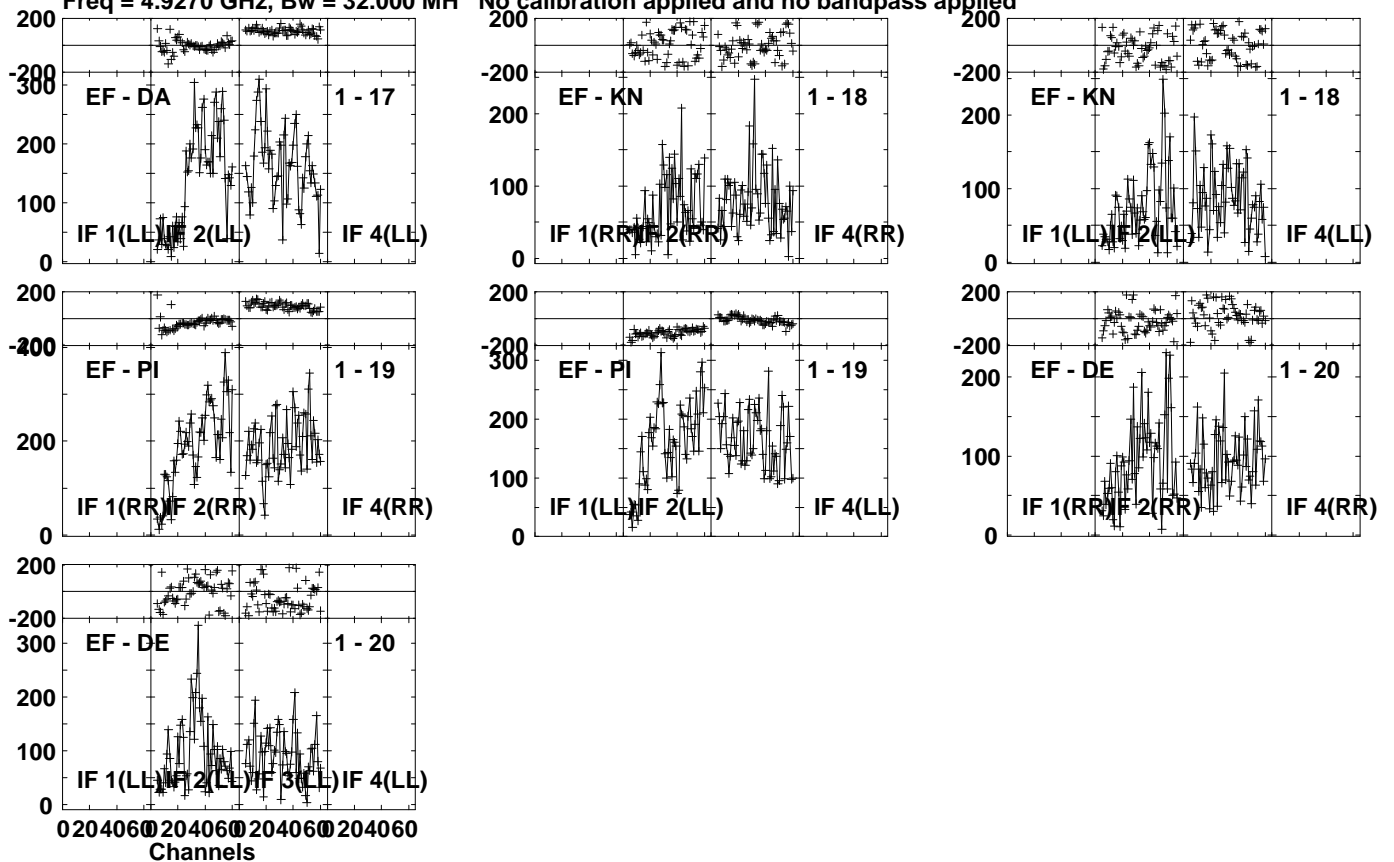 Freq = 4.9270 GHz, Bw = 32.000 MH No calibration applied and no bandpass applied
200
-200
300
200
100
0
EF - DA
1 - 17
IF 1(LL)
IF 2(LL)
IF 4(LL)
200
-200
200
100
0
EF - KN
1 - 18
IF 1(RR)
IF 2(RR)
IF 4(RR)
200
-200
200
100
0
EF - KN
1 - 18
IF 1(LL)
IF 2(LL)
IF 4(LL)
200
-200
400
200
0
EF - PI
1 - 19
IF 1(RR)
IF 2(RR)
IF 4(RR)
200
-200
300
200
100
0
EF - PI
1 - 19
IF 1(LL)
IF 2(LL)
IF 4(LL)
200
-200
200
100
0
EF - DE
1 - 20
IF 1(RR)
IF 2(RR)
IF 4(RR)
200
-200
300
200
100
0
EF - DE
1 - 20
IF 1(LL)
IF 2(LL)
IF 3(LL)
IF 4(LL)
0 20 40 60 0 20 40 60 0 20 40 60 0 20 40 60
Channels